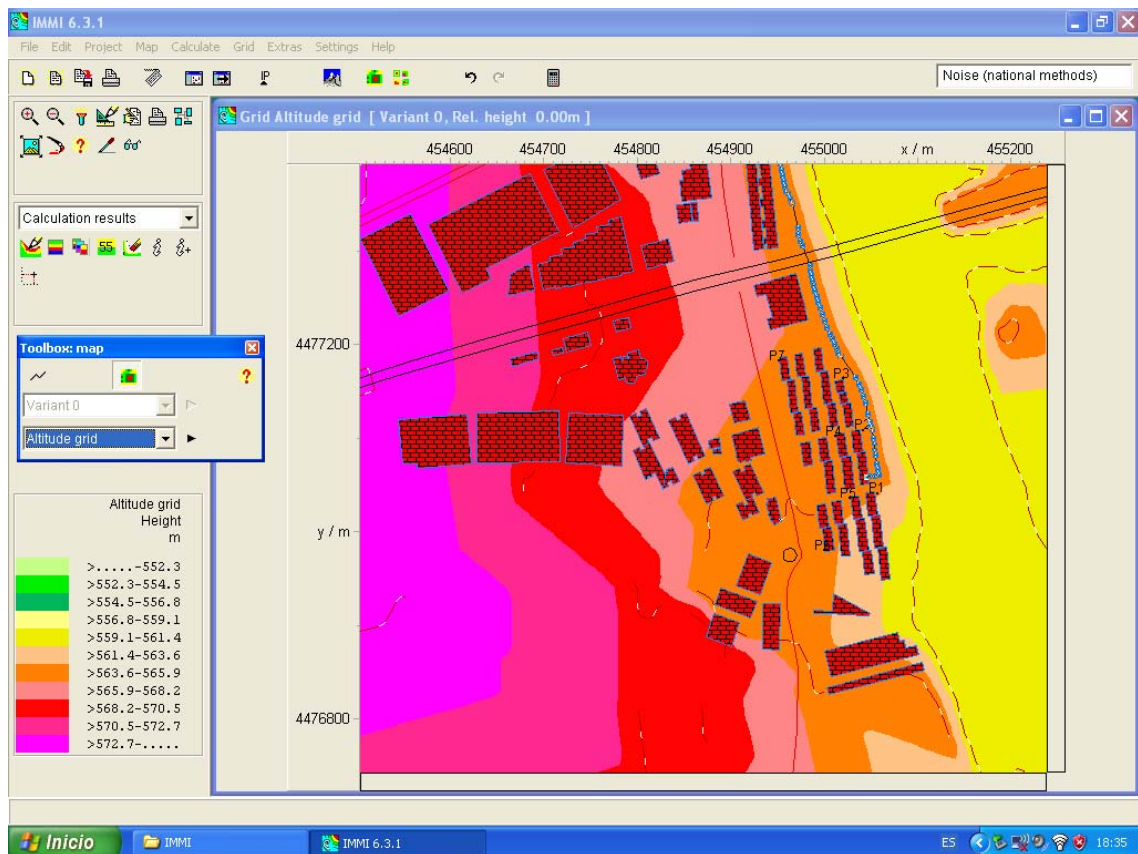 IMMI 6.3.1
File Edit Project Map Calculate Grid Extras Settings Help
IP
Noise (national methods)
Grid Altitude grid [ Variant 0, Rel. height 0.00m ]
454600 454700 454800 454900 455000 x / m 455200
Calculation results
55
Toolbox: map
Variant 0
Altitude grid
4477200
y / m
4476800
P7
P3
P2
P4
P1
P5
Altitude grid
Height
m
>.....-552.3
>552.3-554.5
>554.5-556.8
>556.8-559.1
>559.1-561.4
>561.4-563.6
>563.6-565.9
>565.9-568.2
>568.2-570.5
>570.5-572.7
>572.7-.....
Inicio IMMI IMMI 6.3.1 ES 18:35